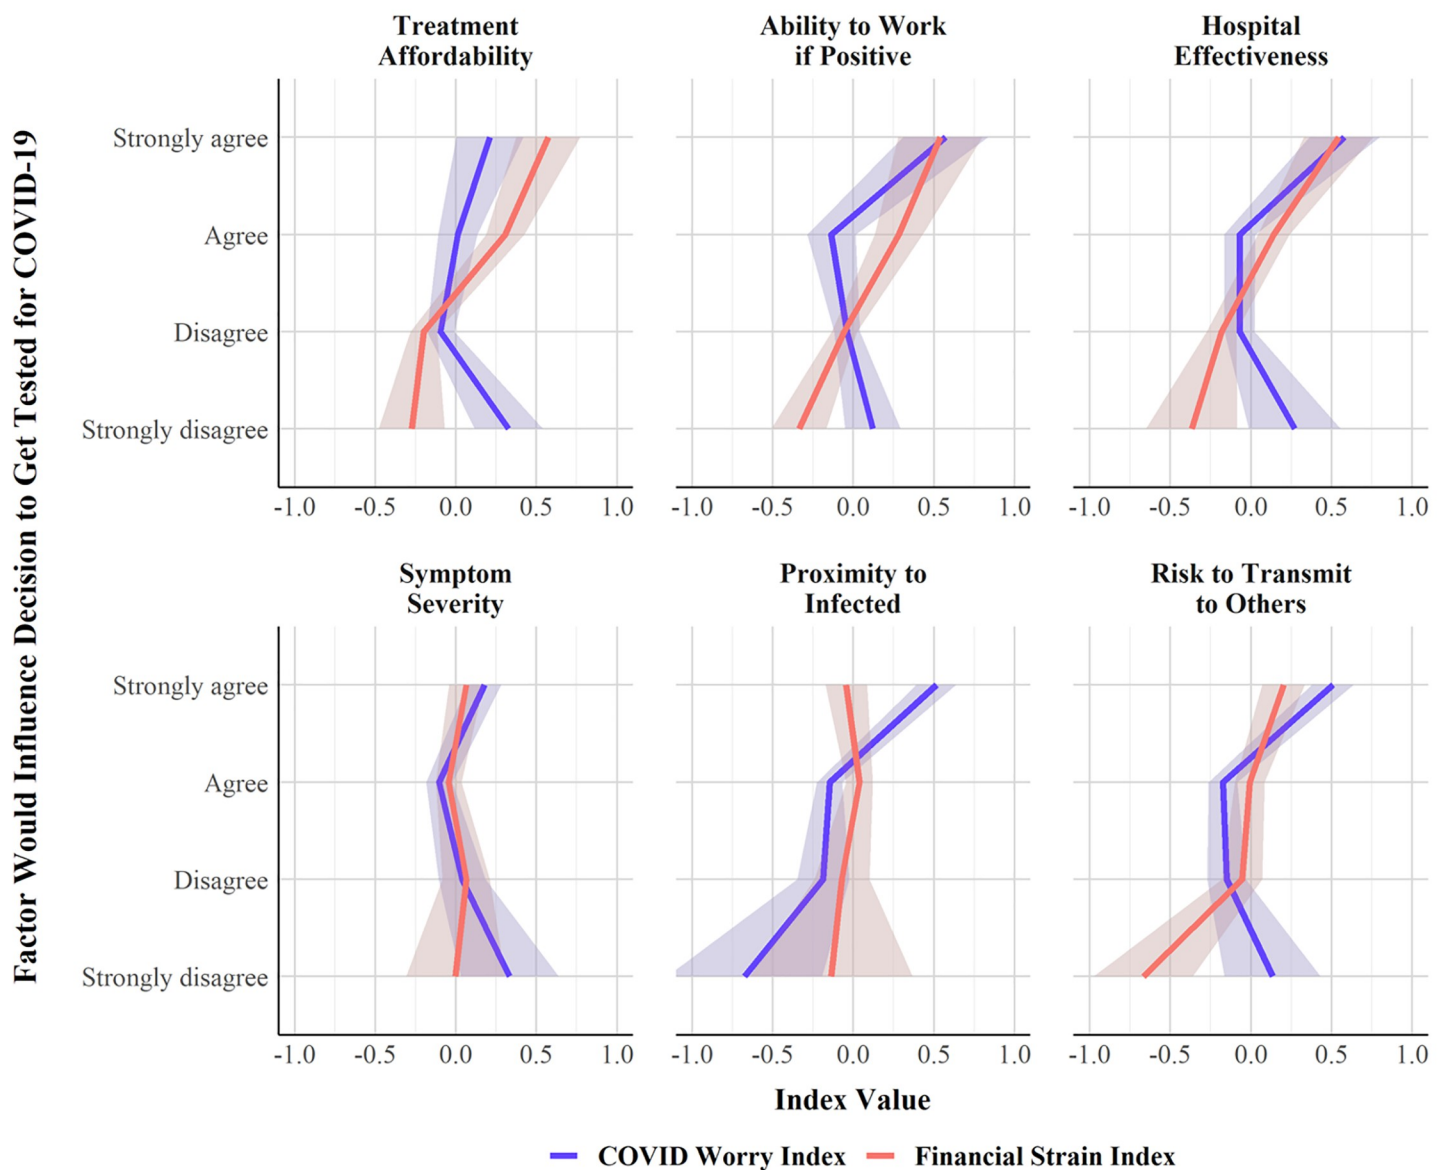 Factor Would Influence Decision to Get Tested for COVID-19
Treatment
Affordability
Ability to Work
if Positive
Hospital
Effectiveness
Strongly agree
Agree
Disagree
Strongly disagree
-1.0 -0.5 0.0 0.5 1.0
-1.0 -0.5 0.0 0.5 1.0
-1.0 -0.5 0.0 0.5 1.0
Symptom
Severity
Proximity to
Infected
Risk to Transmit
to Others
Strongly agree
Agree
Disagree
Strongly disagree
-1.0 -0.5 0.0 0.5 1.0
-1.0 -0.5 0.0 0.5 1.0
-1.0 -0.5 0.0 0.5 1.0
Index Value
COVID Worry Index Financial Strain Index